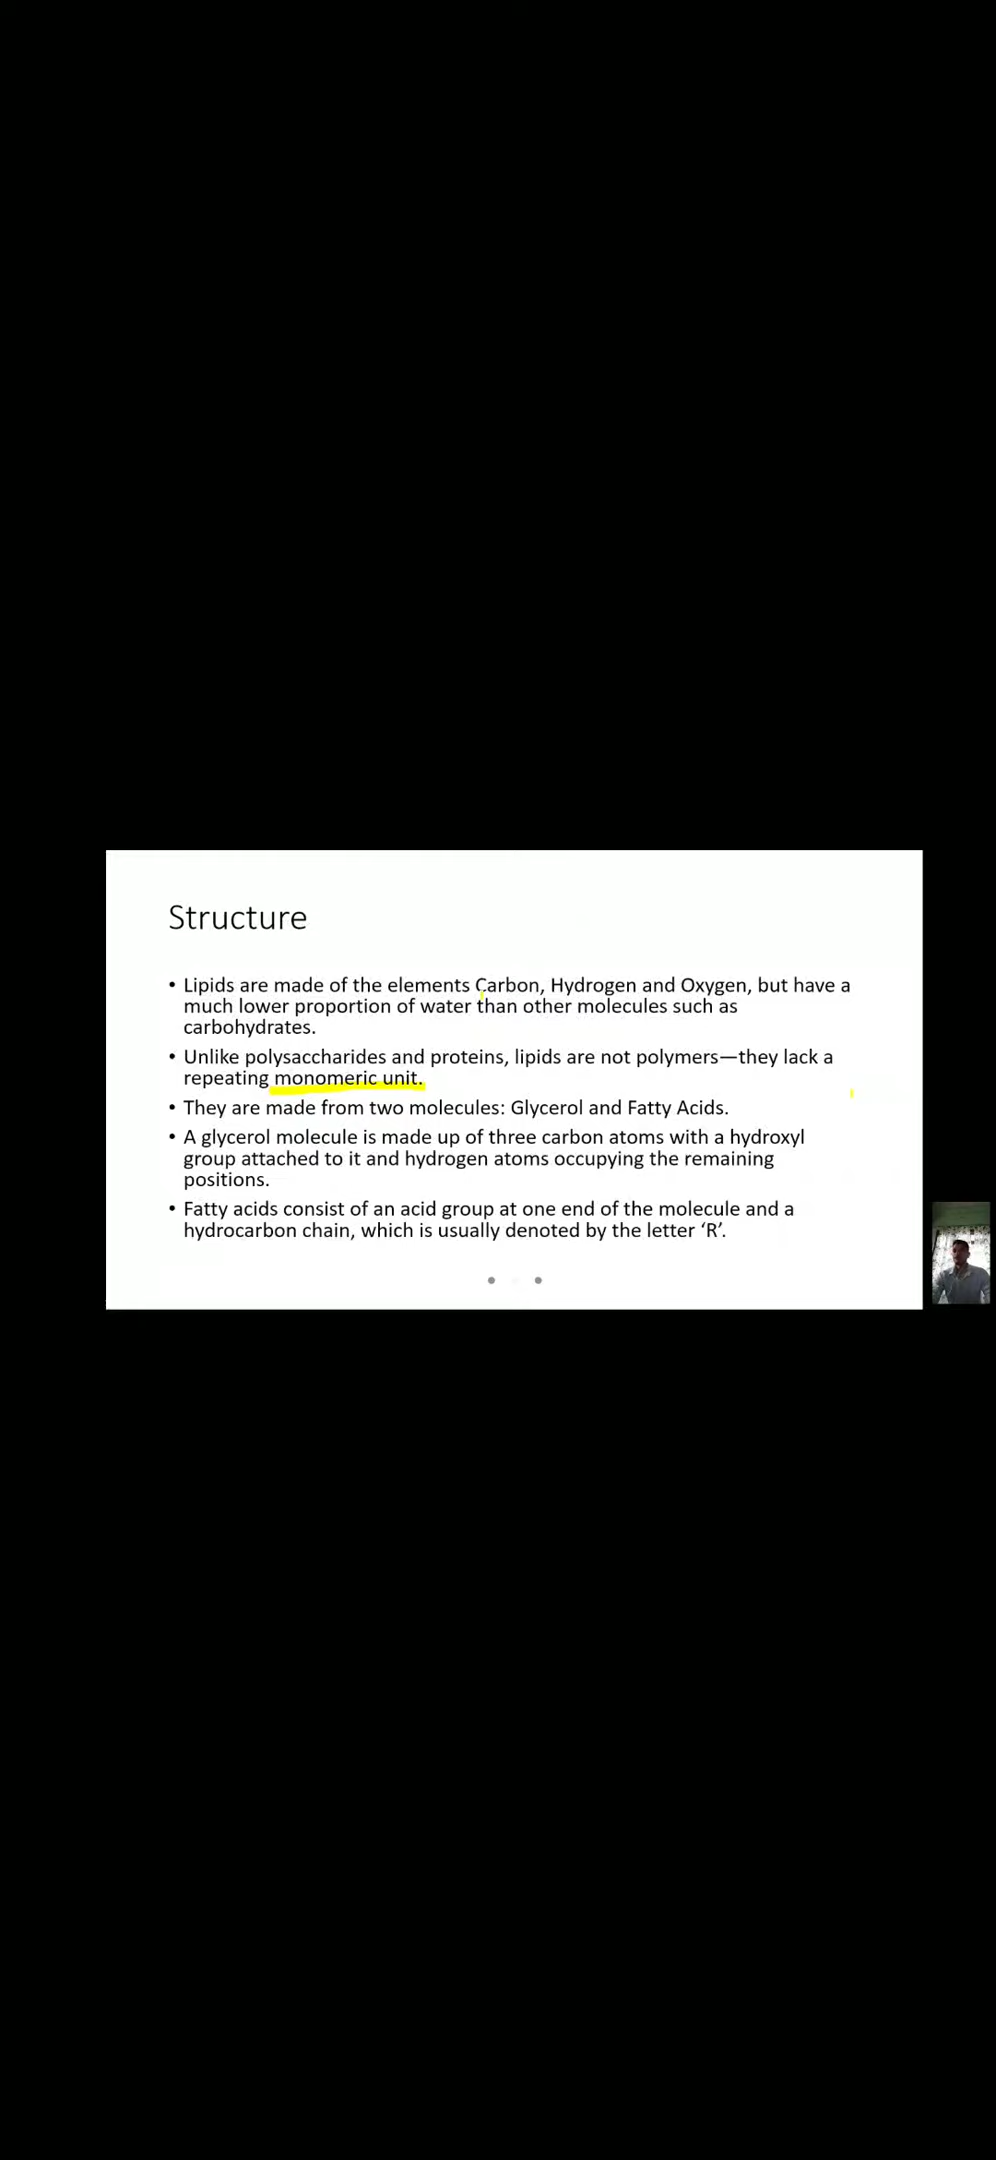 Structure
• Lipids are made of the elements Carbon, Hydrogen and Oxygen, but have a
much lower proportion of water than other molecules such as
carbohydrates.
• Unlike polysaccharides and proteins, lipids are not polymers—they lack a
repeating monomeric unit.
• They are made from two molecules: Glycerol and Fatty Acids.
• A glycerol molecule is made up of three carbon atoms with a hydroxyl
group attached to it and hydrogen atoms occupying the remaining
positions.
• Fatty acids consist of an acid group at one end of the molecule and a
hydrocarbon chain, which is usually denoted by the letter ‘R’.